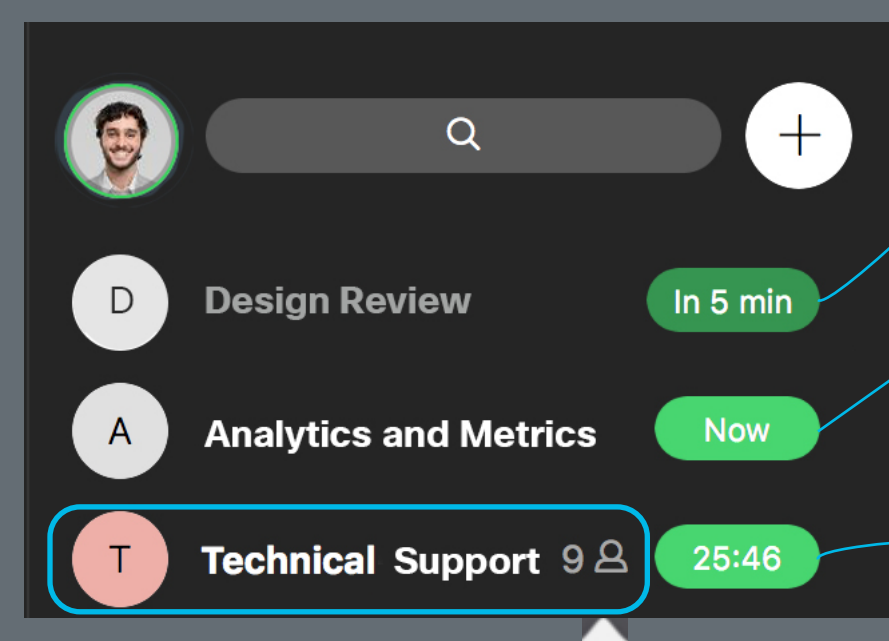 D Design Review In 5 min
A Analytics and Metrics Now
T Technical Support 9 25:46